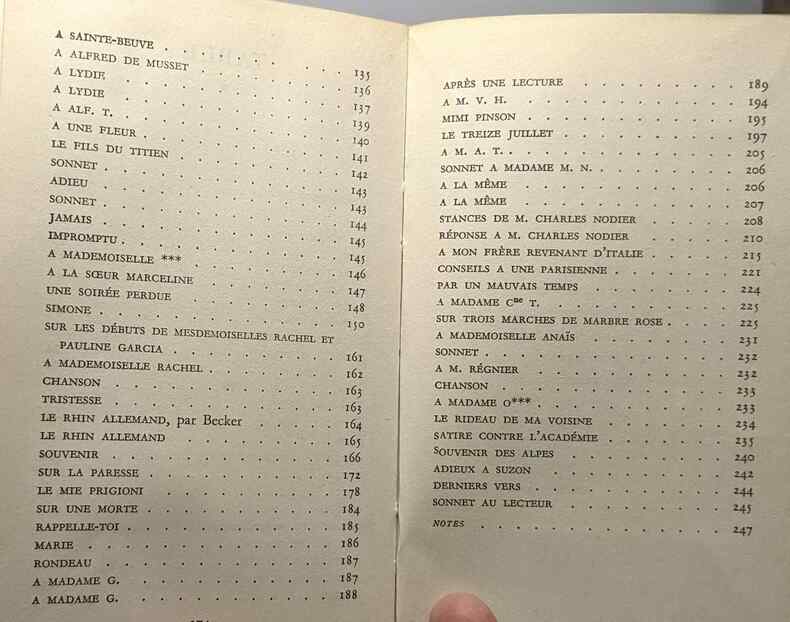 A SAINTE-BEUVE . . . . . . . 135
A ALFRED DE MUSSET . . . . . . 136
A LYDIE . . . . . . . . . . 137
A LYDIE . . . . . . . . . . 139
A ALF. T. . . . . . . . . . 140
A UNE FLEUR . . . . . . . . . 141
LE FILS DU TITIEN . . . . . . . 142
SONNET . . . . . . . . . . 143
ADIEU . . . . . . . . . . 143
SONNET . . . . . . . . . . 144
JAMAIS . . . . . . . . . . 145
IMPROMPTU . . . . . . . . . 145
A MADEMOISELLE *** . . . . . . . 146
A LA SŒUR MARCELINE . . . . . . 147
UNE SOIRÉE PERDUE . . . . . . . 148
SIMONE . . . . . . . . . . 150
SUR LES DÉBUTS DE MESDEMOISELLES RACHEL ET
PAULINE GARCIA . . . . . . . 161
A MADEMOISELLE RACHEL . . . . . . 162
CHANSON . . . . . . . . . . 163
TRISTESSE . . . . . . . . . 163
LE RHIN ALLEMAND, par Becker . . . . 164
LE RHIN ALLEMAND . . . . . . . 165
SOUVENIR . . . . . . . . . 166
SUR LA PARESSE . . . . . . . . 172
LE MIE PRIGIONI . . . . . . . . 178
SUR UNE MORTE . . . . . . . . 184
RAPPELLE-TOI . . . . . . . . . 185
MARIE . . . . . . . . . . 186
RONDEAU . . . . . . . . . . 187
A MADAME G. . . . . . . . . 187
A MADAME G. . . . . . . . . 188
APRÈS UNE LECTURE . . . . . . . 189
A M. V. H. . . . . . . . . . 194
MIMI PINSON . . . . . . . . . 195
LE TREIZE JUILLET . . . . . . . 197
A M. A. T. . . . . . . . . . 205
SONNET A MADAME M. N. . . . . . . 206
A LA MÊME . . . . . . . . . 206
A LA MÊME . . . . . . . . . 207
STANCES DE M. CHARLES NODIER . . . . 208
RÉPONSE A M. CHARLES NODIER . . . . 210
A MON FRÈRE REVENANT D'ITALIE . . . . 215
CONSEILS A UNE PARISIENNE . . . . . 221
PAR UN MAUVAIS TEMPS . . . . . . 224
A MADAME Cne T. . . . . . . . 225
SUR TROIS MARCHES DE MARBRE ROSE . . . 225
A MADEMOISELLE ANAÏS . . . . . . 231
SONNET . . . . . . . . . . 232
A M. RÉGNIER . . . . . . . . 232
CHANSON . . . . . . . . . . 233
A MADAME O*** . . . . . . . . 233
LE RIDEAU DE MA VOISINE . . . . . 234
SATIRE CONTRE L'ACADÉMIE . . . . . 235
SOUVENIR DES ALPES . . . . . . . 240
ADIEUX A SUZON . . . . . . . . 242
DERNIERS VERS . . . . . . . . 244
SONNET AU LECTEUR . . . . . . . 245
NOTES . . . . . . . . . . 247